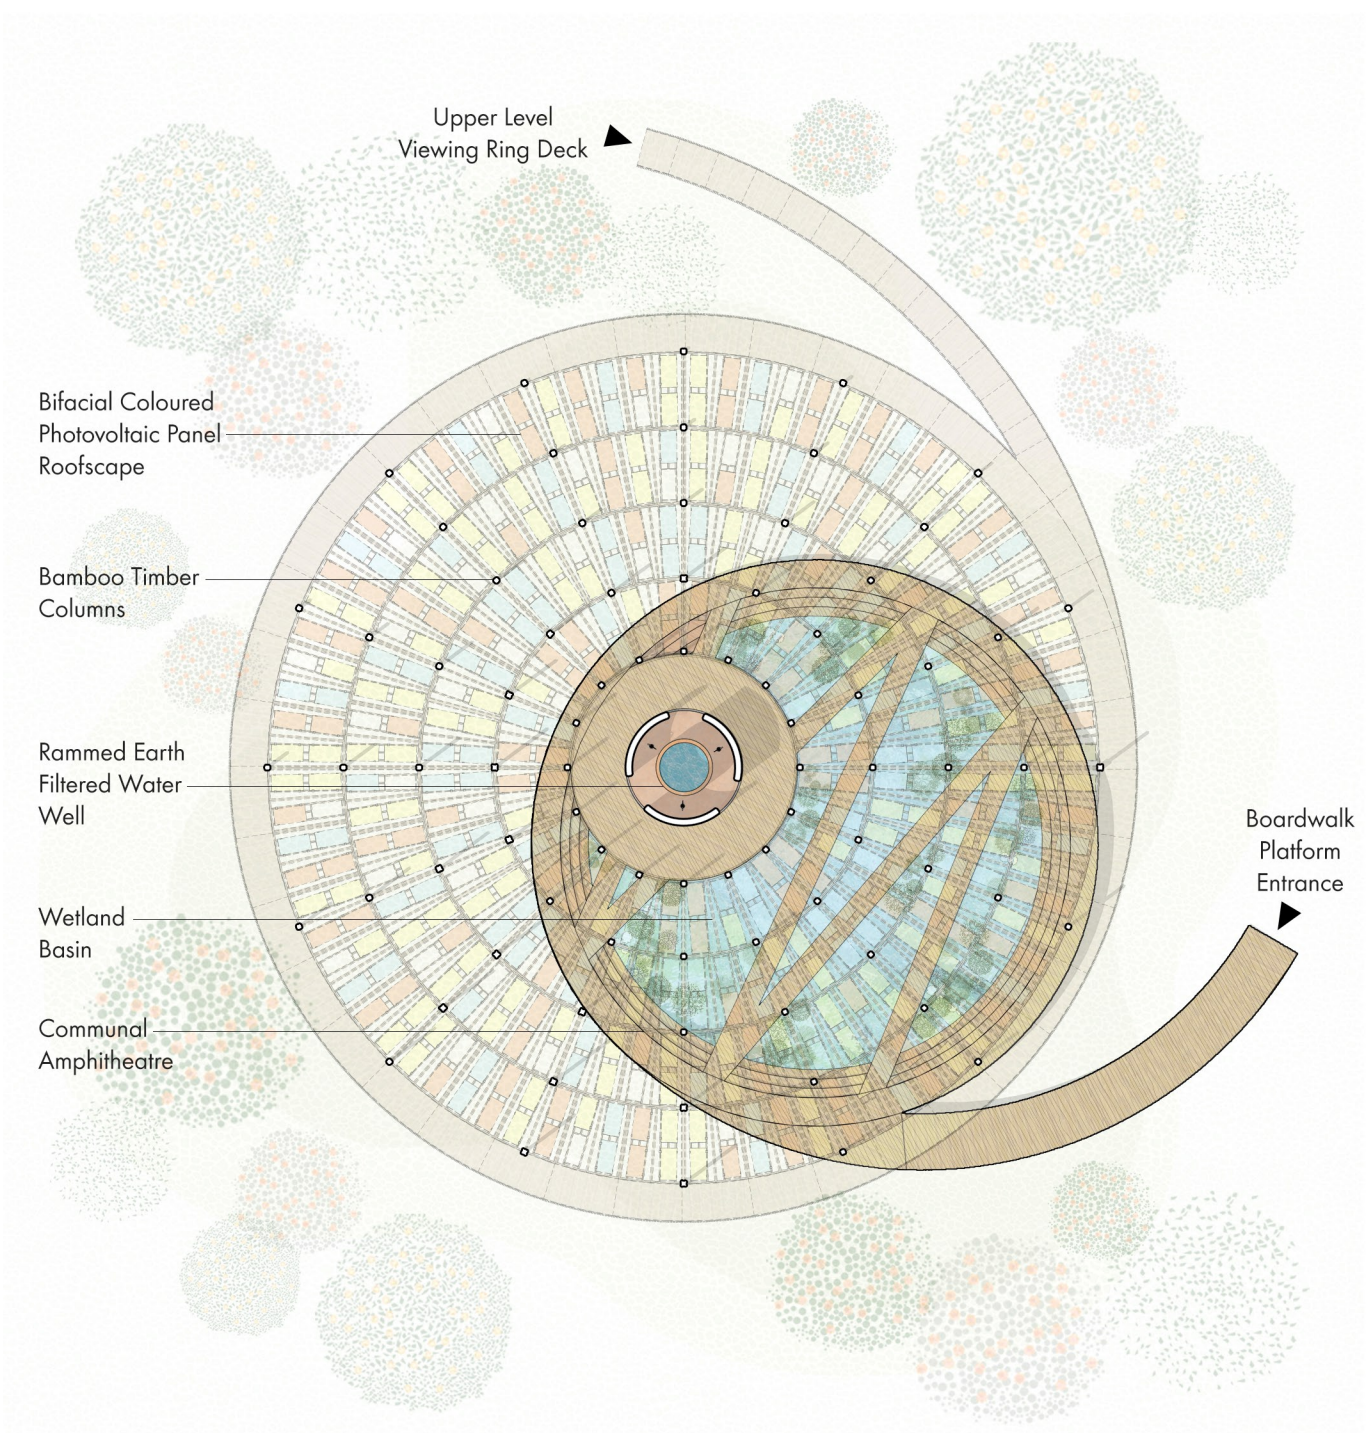 Upper Level
Viewing Ring Deck
Bifacial Coloured
Photovoltaic Panel
Roofscape
Bamboo Timber
Columns
Rammed Earth
Filtered Water
Well
Boardwalk
Platform
Entrance
Wetland
Basin
Communal
Amphitheatre